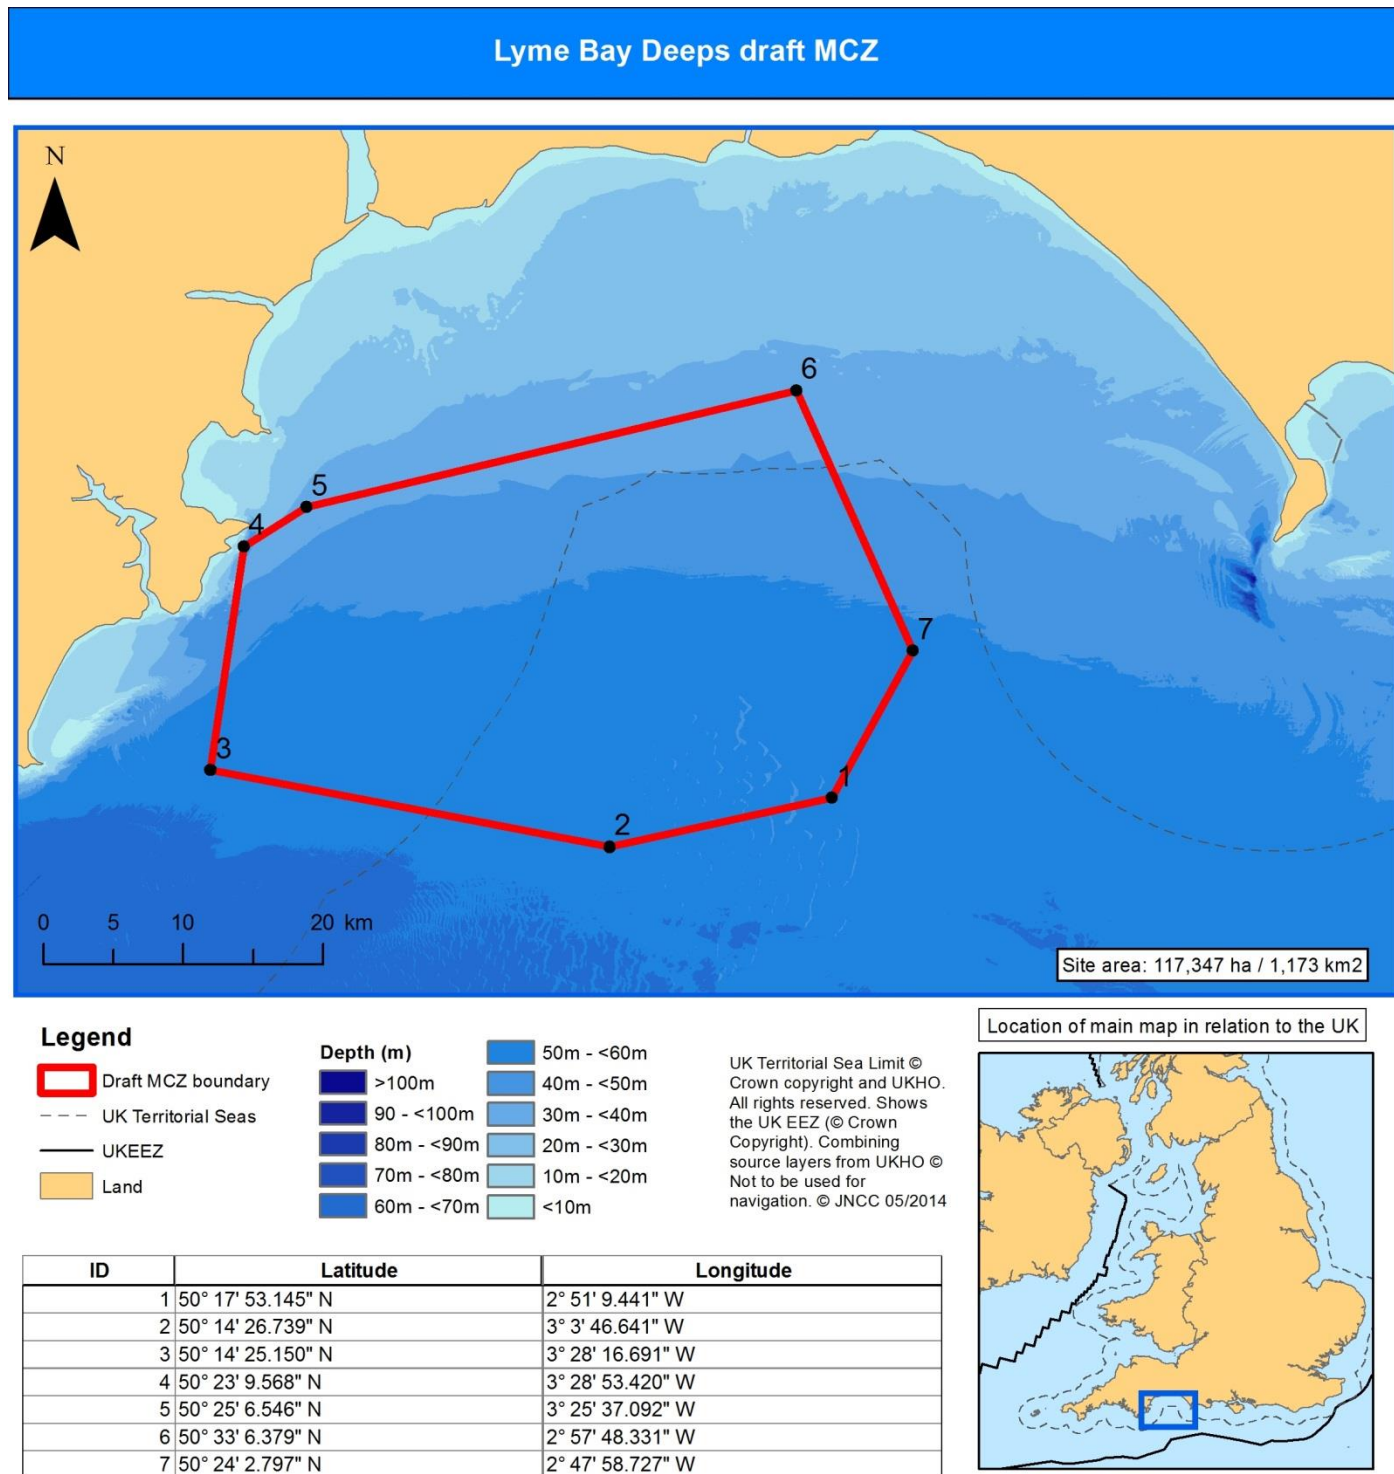 Lyme Bay Deeps draft MCZ
N
6
5
4
7
3
1
2
0 5 10 20 km
Site area: 117,347 ha / 1,173 km2
Legend
Draft MCZ boundary
UK Territorial Seas
UKEEZ
Land
Depth (m)
>100m
90 - <100m
80m - <90m
70m - <80m
60m - <70m
50m - <60m
40m - <50m
30m - <40m
20m - <30m
10m - <20m
<10m
UK Territorial Sea Limit ©
Crown copyright and UKHO.
All rights reserved. Shows
the UK EEZ (© Crown
Copyright). Combining
source layers from UKHO ©
Not to be used for
navigation. © JNCC 05/2014
Location of main map in relation to the UK
ID Latitude Longitude
1 50° 17' 53.145" N 2° 51' 9.441" W
2 50° 14' 26.739" N 3° 3' 46.641" W
3 50° 14' 25.150" N 3° 28' 16.691" W
4 50° 23' 9.568" N 3° 28' 53.420" W
5 50° 25' 6.546" N 3° 25' 37.092" W
6 50° 33' 6.379" N 2° 57' 48.331" W
7 50° 24' 2.797" N 2° 47' 58.727" W